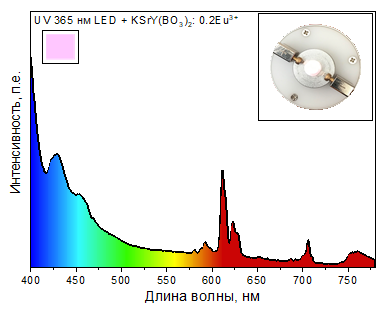 UV 365 нм LED + KSrY(BO₃)₂: 0.2Eu³⁺
Интенсивность, п.е.
400 450 500 550 600 650 700 750
Длина волны, нм